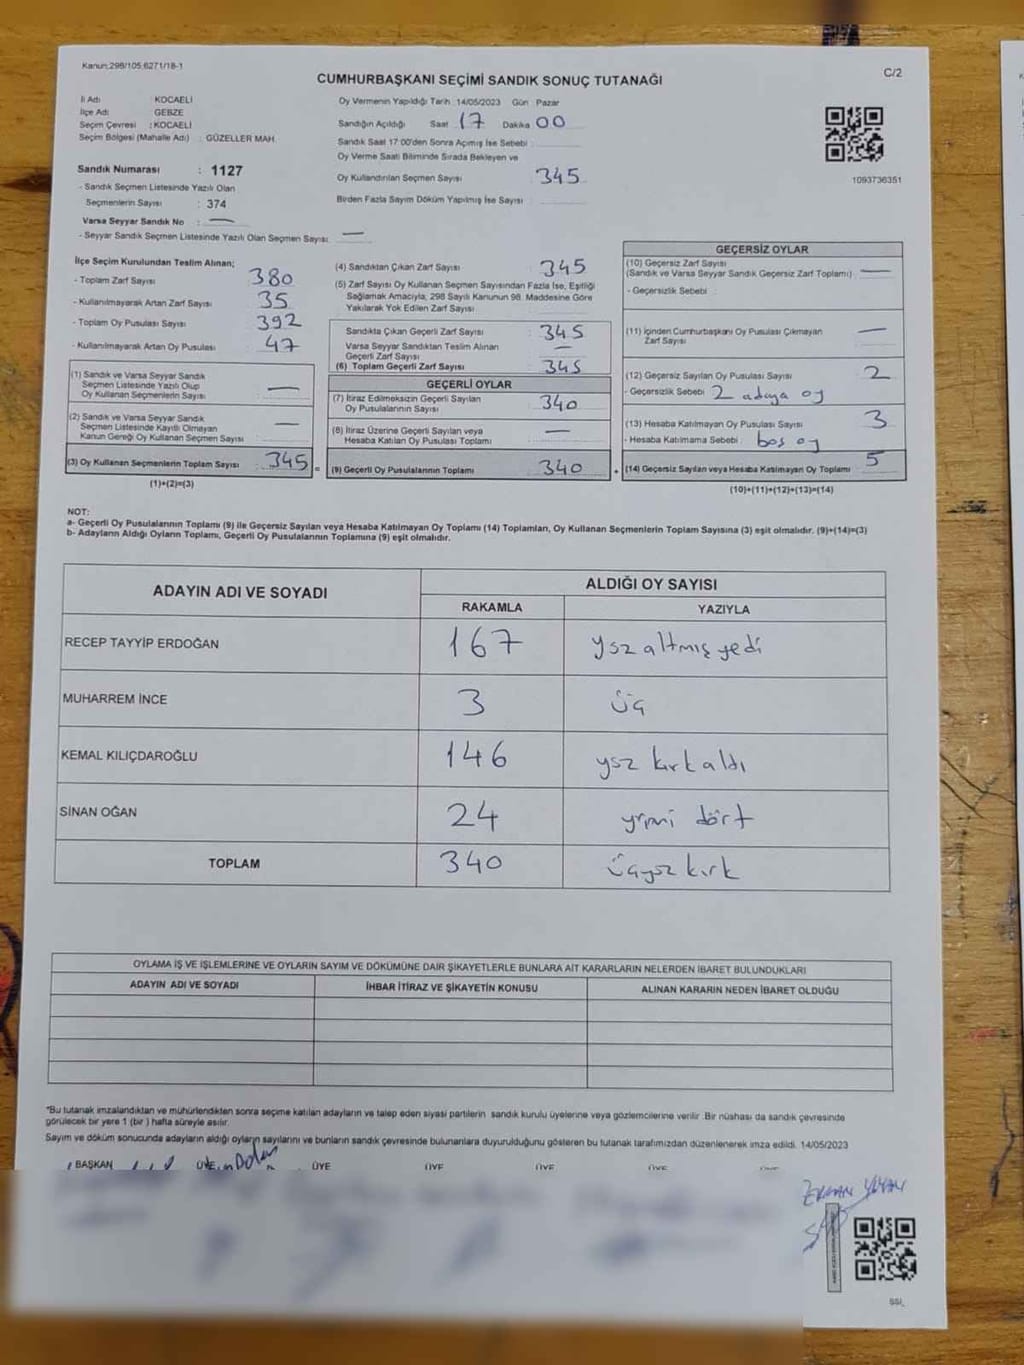 Kanun:298/105,6271/18-1
C/2
CUMHURBAŞKANI SEÇİMİ SANDIK SONUÇ TUTANAĞI
İl Adı : KOCAELİ
İlçe Adı : GEBZE
Seçim Çevresi : KOCAELİ
Seçim Bölgesi (Mahalle Adı) : GÜZELLER MAH.
Sandık Numarası : 1127
- Sandık Seçmen Listesinde Yazılı Olan
Seçmenlerin Sayısı : 374
Varsa Seyyar Sandık No : —
- Seyyar Sandık Seçmen Listesinde Yazılı Olan Seçmen Sayısı: —
Oy Vermenin Yapıldığı Tarih 14/05/2023 Gün Pazar
Sandığın Açıldığı Saat 17 Dakika 00
Sandık Saat 17:00'den Sonra Açımış İse Sebebi :
Oy Verme Saati Bitiminde Sırada Bekleyen ve
Oy Kullandırılan Seçmen Sayısı 345
Birden Fazla Sayım Döküm Yapılmış İse Sayısı :
1093736351
İlçe Seçim Kurulundan Teslim Alınan;
- Toplam Zarf Sayısı 380
- Kullanılmayarak Artan Zarf Sayısı 35
- Toplam Oy Pusulası Sayısı 392
- Kullanılmayarak Artan Oy Pusulası 47
(1) Sandık ve Varsa Seyyar Sandık
Seçmen Listesinde Yazılı Olup
Oy Kullanan Seçmenlerin Sayısı —
(2) Sandık ve Varsa Seyyar Sandık
Seçmen Listesinde Kayıtlı Olmayan
Kanun Gereği Oy Kullanan Seçmen Sayısı —
(3) Oy Kullanan Seçmenlerin Toplam Sayısı 345 =
(1)+(2)=(3)
(4) Sandıktan Çıkan Zarf Sayısı 345
(5) Zarf Sayısı Oy Kullanan Seçmen Sayısından Fazla İse, Eşitliği
Sağlamak Amacıyla, 298 Sayılı Kanunun 98. Maddesine Göre
Yakılarak Yok Edilen Zarf Sayısı
Sandıkta Çıkan Geçerli Zarf Sayısı 345
Varsa Seyyar Sandıktan Teslim Alınan
Geçerli Zarf Sayısı —
(6) Toplam Geçerli Zarf Sayısı 345
GEÇERLİ OYLAR
(7) İtiraz Edilmeksizin Geçerli Sayılan
Oy Pusulalarının Sayısı 340
(8) İtiraz Üzerine Geçerli Sayılan veya
Hesaba Katılan Oy Pusulası Toplamı —
(9) Geçerli Oy Pusulalarının Toplamı 340 +
GEÇERSİZ OYLAR
(10) Geçersiz Zarf Sayısı
(Sandık ve Varsa Seyyar Sandık Geçersiz Zarf Toplamı) —
- Geçersizlik Sebebi :
(11) İçinden Cumhurbaşkanı Oy Pusulası Çıkmayan
Zarf Sayısı —
(12) Geçersiz Sayılan Oy Pusulası Sayısı 2
- Geçersizlik Sebebi 2 adaya oy
(13) Hesaba Katılmayan Oy Pusulası Sayısı 3
- Hesaba Katılmama Sebebi : boş oy
(14) Geçersiz Sayılan veya Hesaba Katılmayan Oy Toplamı 5
(10)+(11)+(12)+(13)=(14)
NOT:
a- Geçerli Oy Pusulalarının Toplamı (9) ile Geçersiz Sayılan veya Hesaba Katılmayan Oy Toplamı (14) Toplamları, Oy Kullanan Seçmenlerin Toplam Sayısına (3) eşit olmalıdır. (9)+(14)=(3)
b- Adayların Aldığı Oyların Toplamı, Geçerli Oy Pusulalarının Toplamına (9) eşit olmalıdır.
ADAYIN ADI VE SOYADI
ALDIĞI OY SAYISI
RAKAMLA YAZIYLA
RECEP TAYYİP ERDOĞAN 167 yüz altmış yedi
MUHARREM İNCE 3 üç
KEMAL KILIÇDAROĞLU 146 yüz kırk altı
SİNAN OĞAN 24 yirmi dört
TOPLAM 340 üçyüz kırk
OYLAMA İŞ VE İŞLEMLERİNE VE OYLARIN SAYIM VE DÖKÜMÜNE DAİR ŞİKAYETLERLE BUNLARA AİT KARARLARIN NELERDEN İBARET BULUNDUKLARI
ADAYIN ADI VE SOYADI İHBAR İTİRAZ VE ŞİKAYETİN KONUSU ALINAN KARARIN NEDEN İBARET OLDUĞU
*Bu tutanak imzalandıktan ve mühürlendikten sonra seçime katılan adayların ve talep eden siyasi partilerin sandık kurulu üyelerine veya gözlemcilerine verilir. Bir nüshası da sandık çevresinde
görülecek bir yere 1 (bir) hafta süreyle asılır.
Sayım ve döküm sonucunda adayların aldığı oyların sayılarını ve bunların sandık çevresinde bulunanlara duyurulduğunu gösteren bu tutanak tarafımızdan düzenlenerek imza edildi. 14/05/2023
BAŞKAN ÜYE ÜYE ÜYE ÜYE ÜYE